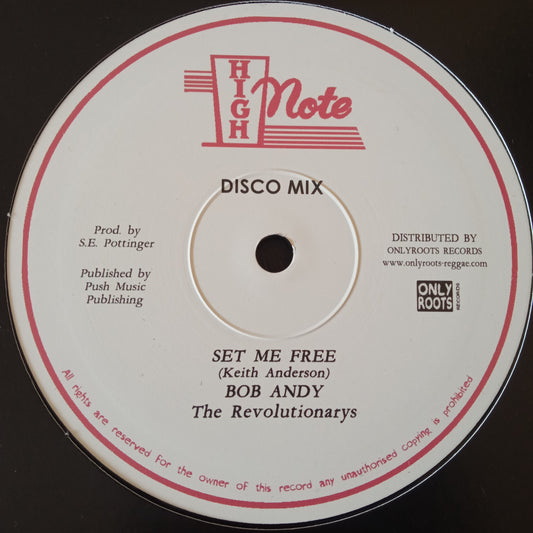 HIGH
Note
DISCO MIX
Prod. by
S.E. Pottinger
Published by
Push Music
Publishing
DISTRIBUTED BY
ONLYROOTS RECORDS
www.onlyroots-reggae.com
ONLY
ROOTS
RECORDS
SET ME FREE
(Keith Anderson)
BOB ANDY
The Revolutionarys
All rights are reserved for the owner of this record any unauthorised copying is prohibited